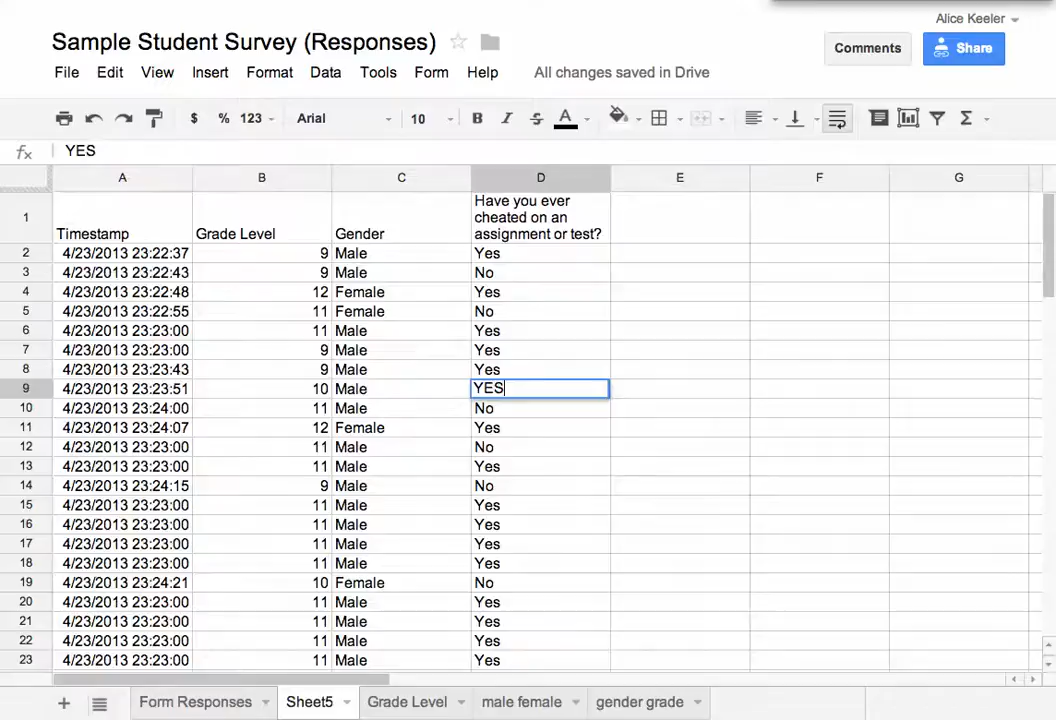 Alice Keeler
Sample Student Survey (Responses)
Comments
Share
File Edit View Insert Format Data Tools Form Help All changes saved in Drive
$ % 123 Arial 10 B I S A Σ
fx YES
A B C D E F G
1 Timestamp Grade Level Gender Have you ever
cheated on an
assignment or test?
2 4/23/2013 23:22:37 9 Male Yes
3 4/23/2013 23:22:43 9 Male No
4 4/23/2013 23:22:48 12 Female Yes
5 4/23/2013 23:22:55 11 Female No
6 4/23/2013 23:23:00 11 Male Yes
7 4/23/2013 23:23:00 9 Male Yes
8 4/23/2013 23:23:43 9 Male Yes
9 4/23/2013 23:23:51 10 Male YES
10 4/23/2013 23:24:00 11 Male No
11 4/23/2013 23:24:07 12 Female Yes
12 4/23/2013 23:23:00 11 Male No
13 4/23/2013 23:23:00 11 Male Yes
14 4/23/2013 23:24:15 9 Male No
15 4/23/2013 23:23:00 11 Male Yes
16 4/23/2013 23:23:00 11 Male Yes
17 4/23/2013 23:23:00 11 Male Yes
18 4/23/2013 23:23:00 11 Male Yes
19 4/23/2013 23:24:21 10 Female No
20 4/23/2013 23:23:00 11 Male Yes
21 4/23/2013 23:23:00 11 Male Yes
22 4/23/2013 23:23:00 11 Male Yes
23 4/23/2013 23:23:00 11 Male Yes
+ Form Responses Sheet5 Grade Level male female gender grade